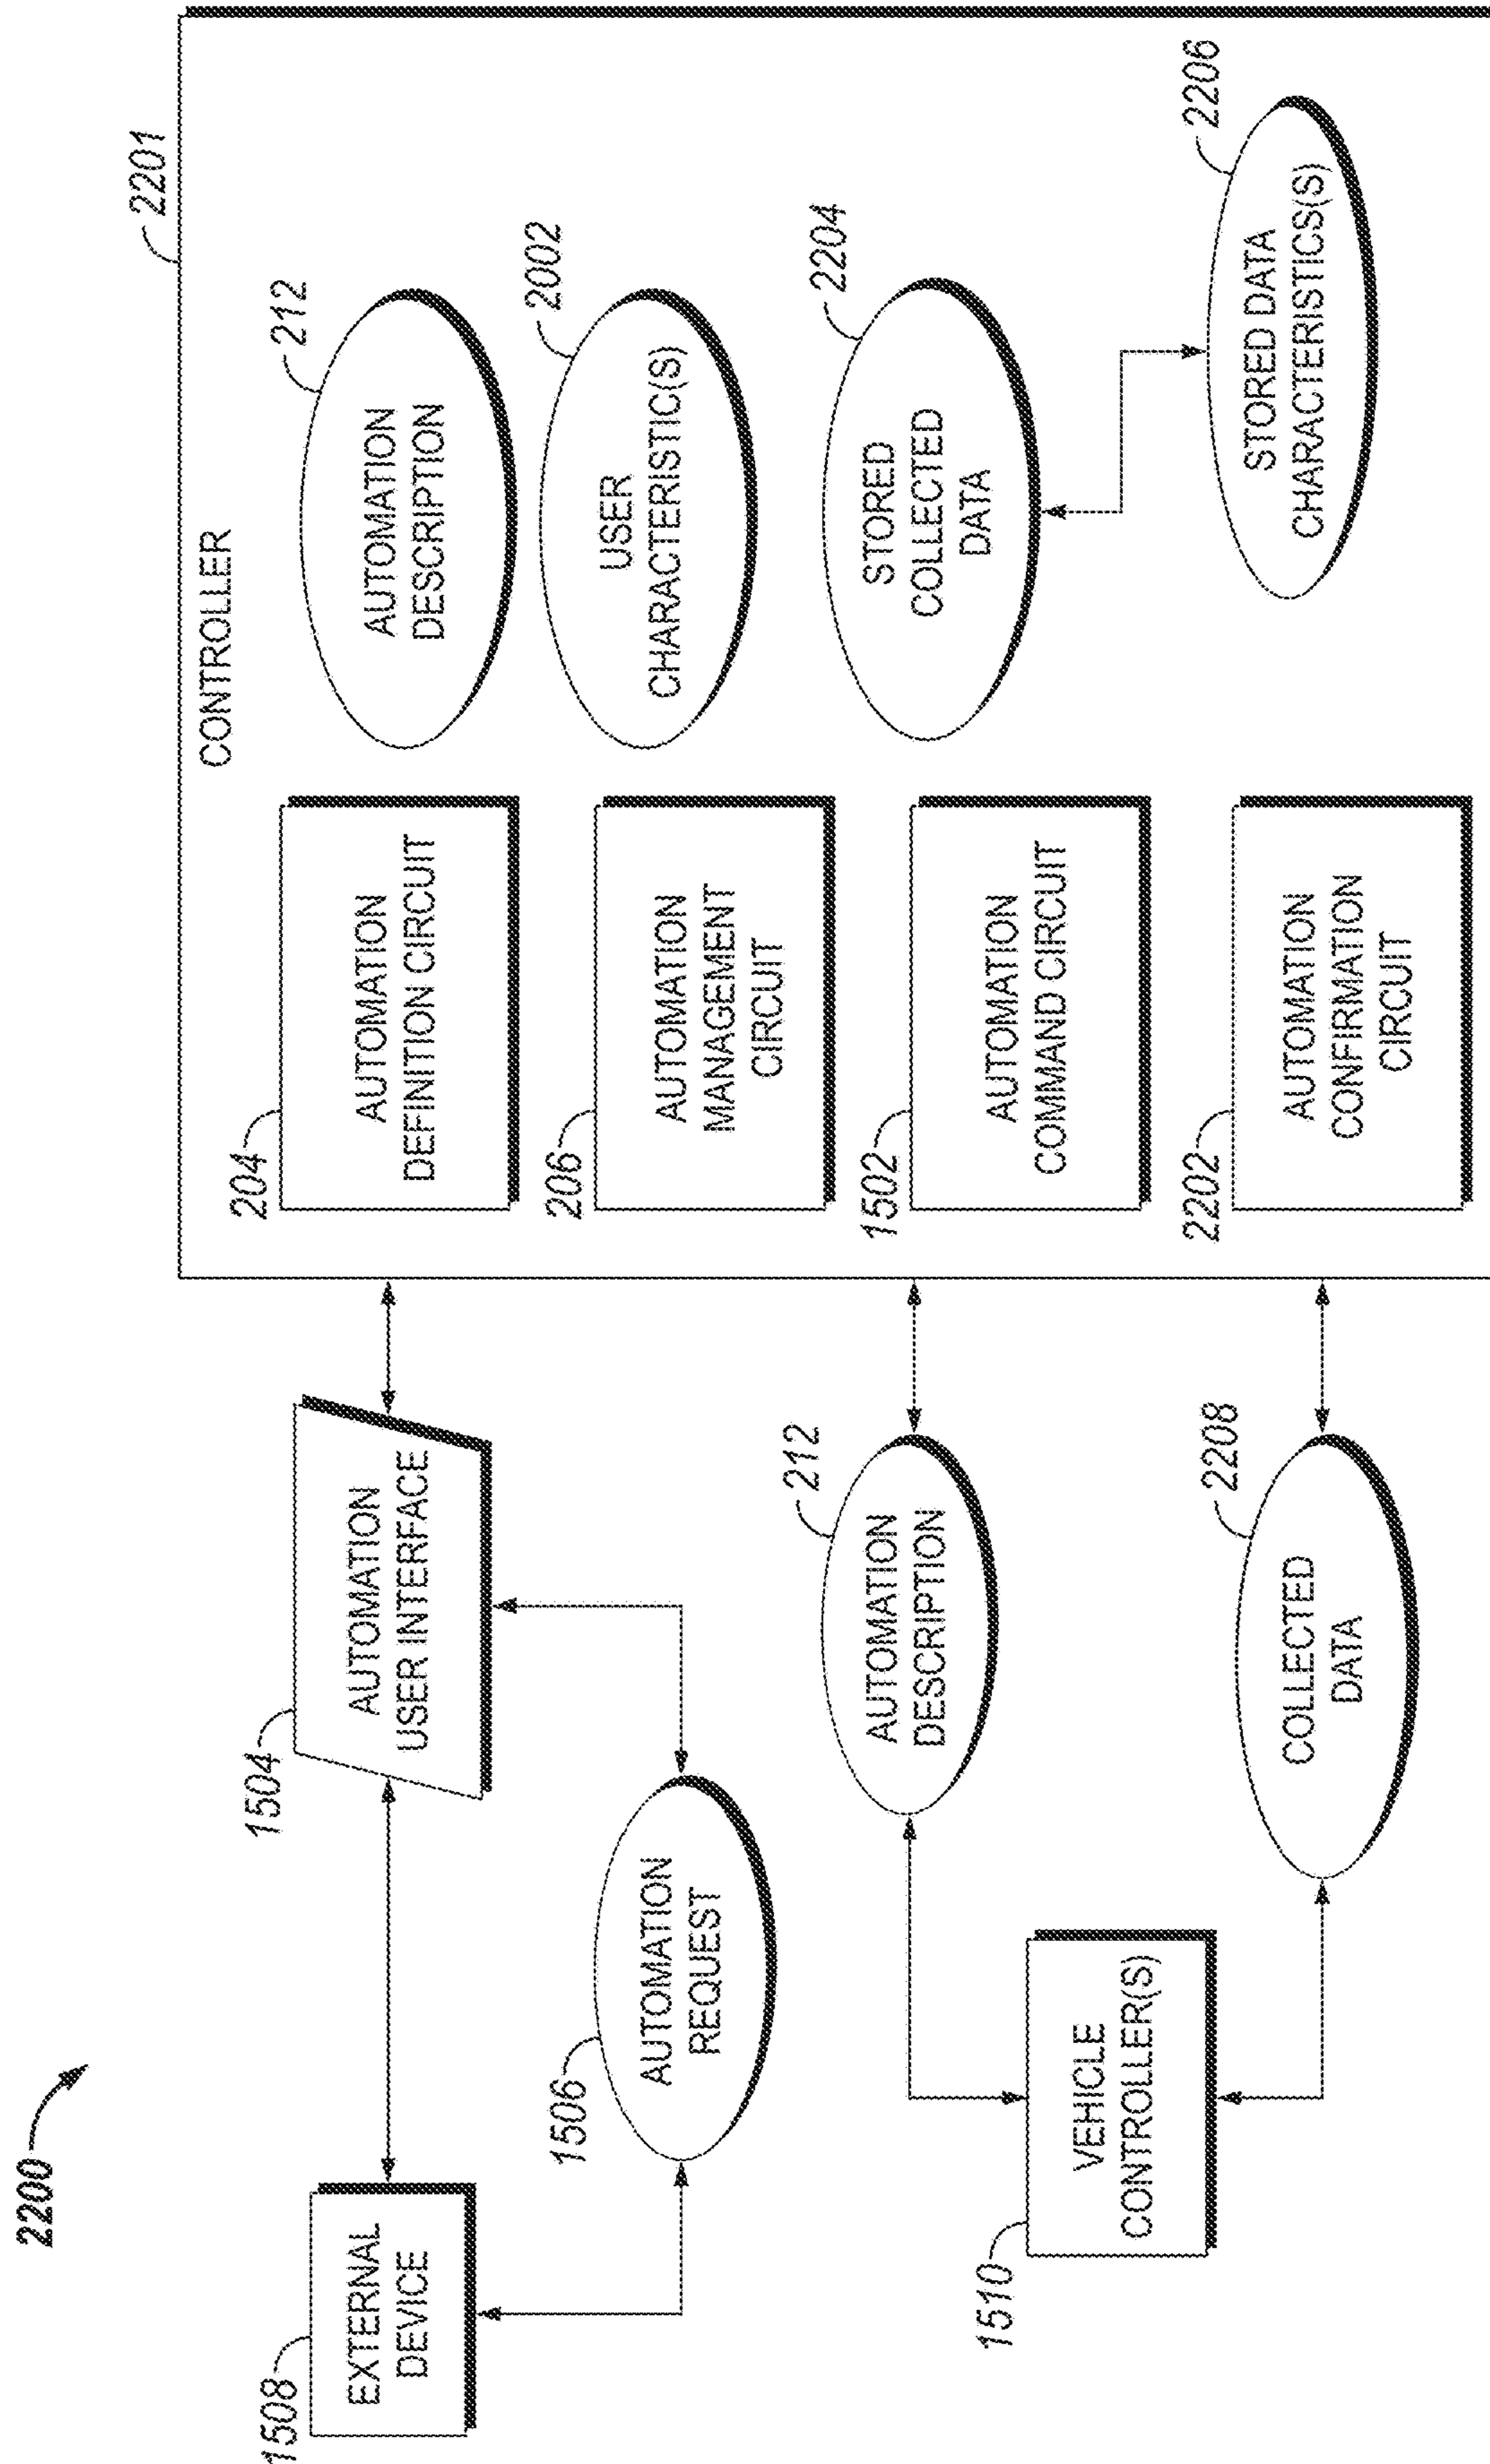 2200
1508
EXTERNAL
DEVICE
1504
AUTOMATION
USER INTERFACE
1506
AUTOMATION
REQUEST
1510
VEHICLE
CONTROLLER(S)
212
AUTOMATION
DESCRIPTION
2208
COLLECTED
DATA
2201
CONTROLLER
204
AUTOMATION
DEFINITION CIRCUIT
206
AUTOMATION
MANAGEMENT
CIRCUIT
1502
AUTOMATION
COMMAND CIRCUIT
2202
AUTOMATION
CONFIRMATION
CIRCUIT
212
AUTOMATION
DESCRIPTION
2002
USER
CHARACTERISTIC(S)
2204
STORED
COLLECTED
DATA
2206
STORED DATA
CHARACTERISTICS(S)